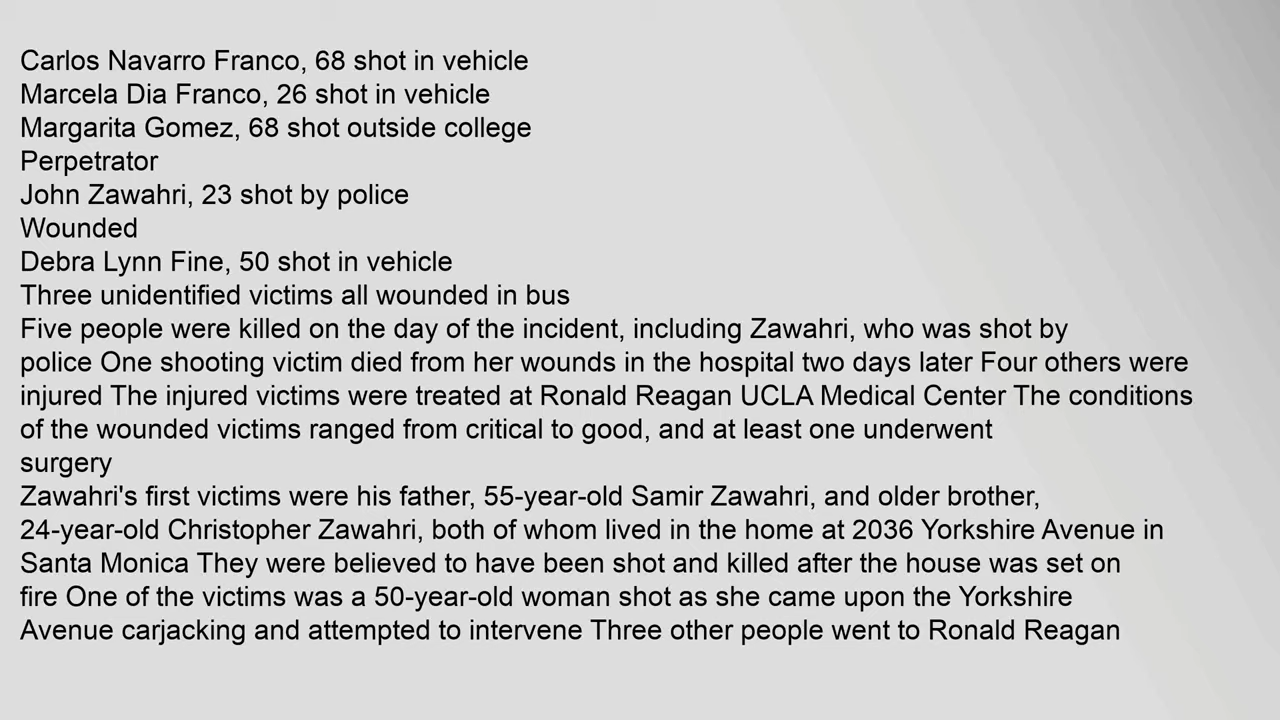 Carlos Navarro Franco, 68 shot in vehicle
Marcela Dia Franco, 26 shot in vehicle
Margarita Gomez, 68 shot outside college
Perpetrator
John Zawahri, 23 shot by police
Wounded
Debra Lynn Fine, 50 shot in vehicle
Three unidentified victims all wounded in bus
Five people were killed on the day of the incident, including Zawahri, who was shot by
police One shooting victim died from her wounds in the hospital two days later Four others were
injured The injured victims were treated at Ronald Reagan UCLA Medical Center The conditions
of the wounded victims ranged from critical to good, and at least one underwent
surgery
Zawahri's first victims were his father, 55-year-old Samir Zawahri, and older brother,
24-year-old Christopher Zawahri, both of whom lived in the home at 2036 Yorkshire Avenue in
Santa Monica They were believed to have been shot and killed after the house was set on
fire One of the victims was a 50-year-old woman shot as she came upon the Yorkshire
Avenue carjacking and attempted to intervene Three other people went to Ronald Reagan